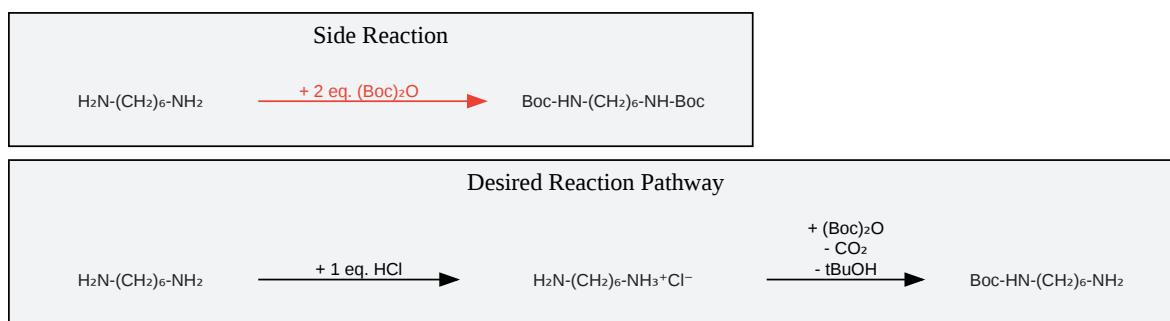 Side Reaction
H₂N-(CH₂)₆-NH₂
+ 2 eq. (Boc)₂O
Boc-HN-(CH₂)₆-NH-Boc
Desired Reaction Pathway
H₂N-(CH₂)₆-NH₂
+ 1 eq. HCl
H₂N-(CH₂)₆-NH₃⁺Cl⁻
+ (Boc)₂O
- CO₂
- tBuOH
Boc-HN-(CH₂)₆-NH₂